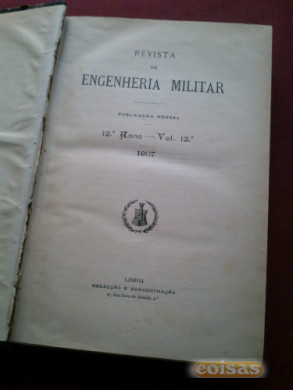 REVISTA
DE
ENGENHERIA MILITAR
PUBLICAÇÃO MENSAL
12.º Anno — Vol. 12.º
1907
LISBOA
REDACÇÃO E ADMINISTRAÇÃO
coisas